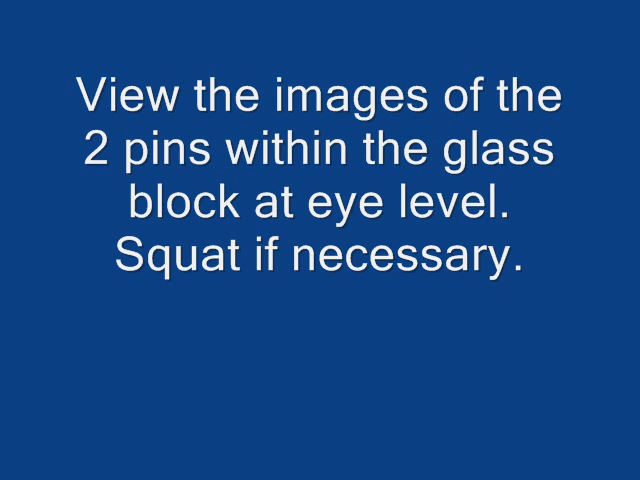 View the images of the
2 pins within the glass
block at eye level.
Squat if necessary.